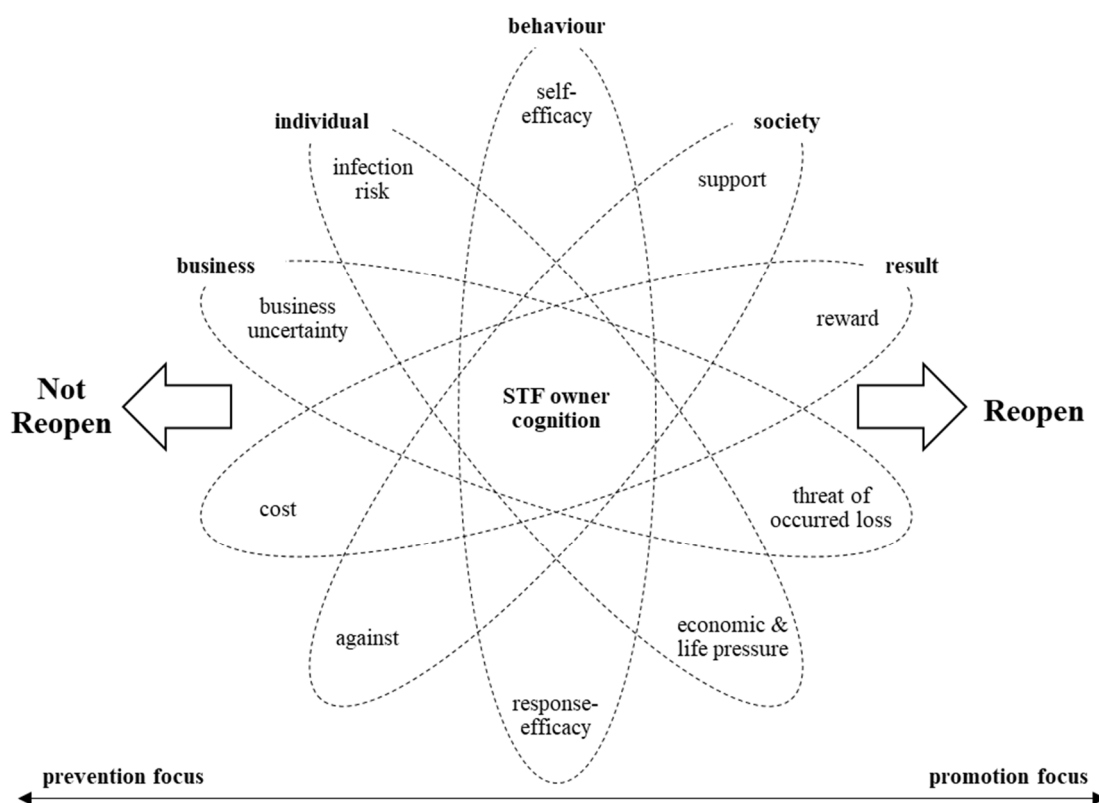 behaviour
self-
efficacy
individual
society
infection
risk
support
business
result
business
uncertainty
reward
Not
Reopen
STF owner
cognition
Reopen
cost
threat of
occurred loss
against
economic &
life pressure
response-
efficacy
prevention focus
promotion focus